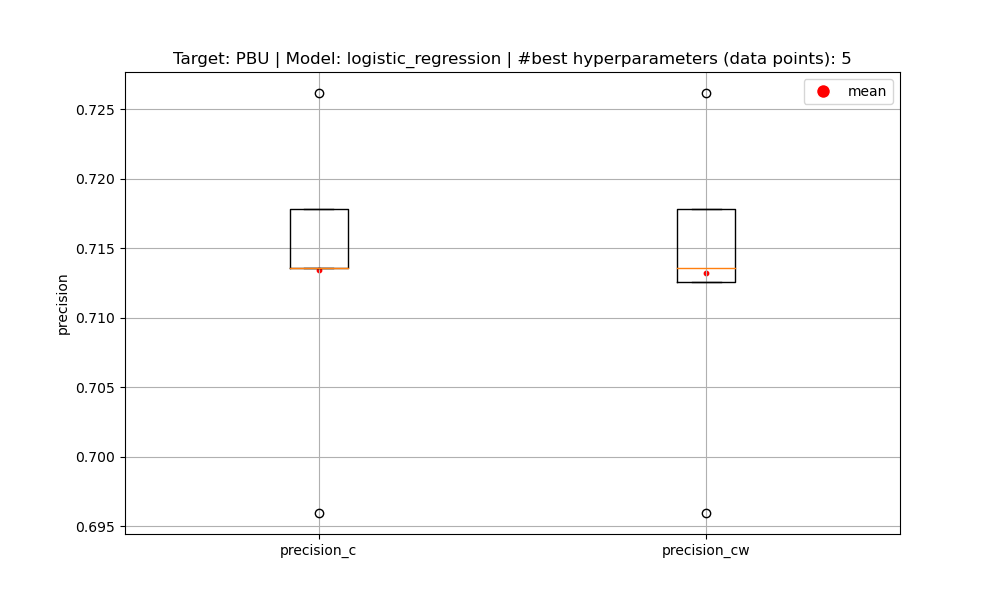 Target: PBU | Model: logistic_regression | #best hyperparameters (data points): 5
mean
0.725
0.720
0.715
0.710
0.705
0.700
0.695
precision
precision_c
precision_cw